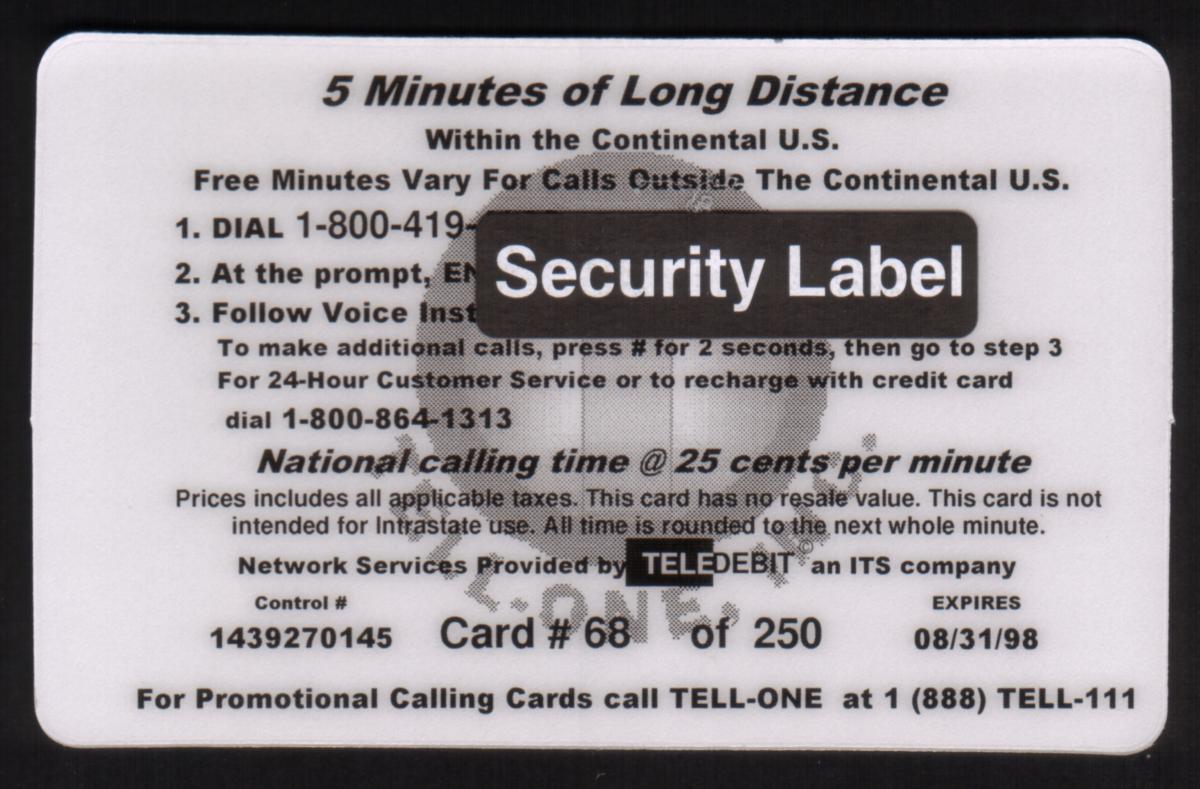 5 Minutes of Long Distance
Within the Continental U.S.
Free Minutes Vary For Calls Outside The Continental U.S.
1. DIAL 1-800-419-
2. At the prompt, EN
3. Follow Voice Inst
Security Label
To make additional calls, press # for 2 seconds, then go to step 3
For 24-Hour Customer Service or to recharge with credit card
dial 1-800-864-1313
National calling time @ 25 cents per minute
Prices includes all applicable taxes. This card has no resale value. This card is not
intended for Intrastate use. All time is rounded to the next whole minute.
Network Services Provided by TELEDEBIT© an ITS company
Control # EXPIRES
1439270145 Card # 68 of 250 08/31/98
For Promotional Calling Cards call TELL-ONE at 1 (888) TELL-111
TELL-ONE, INC.